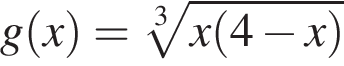 g(x) = ∛x(4 − x)